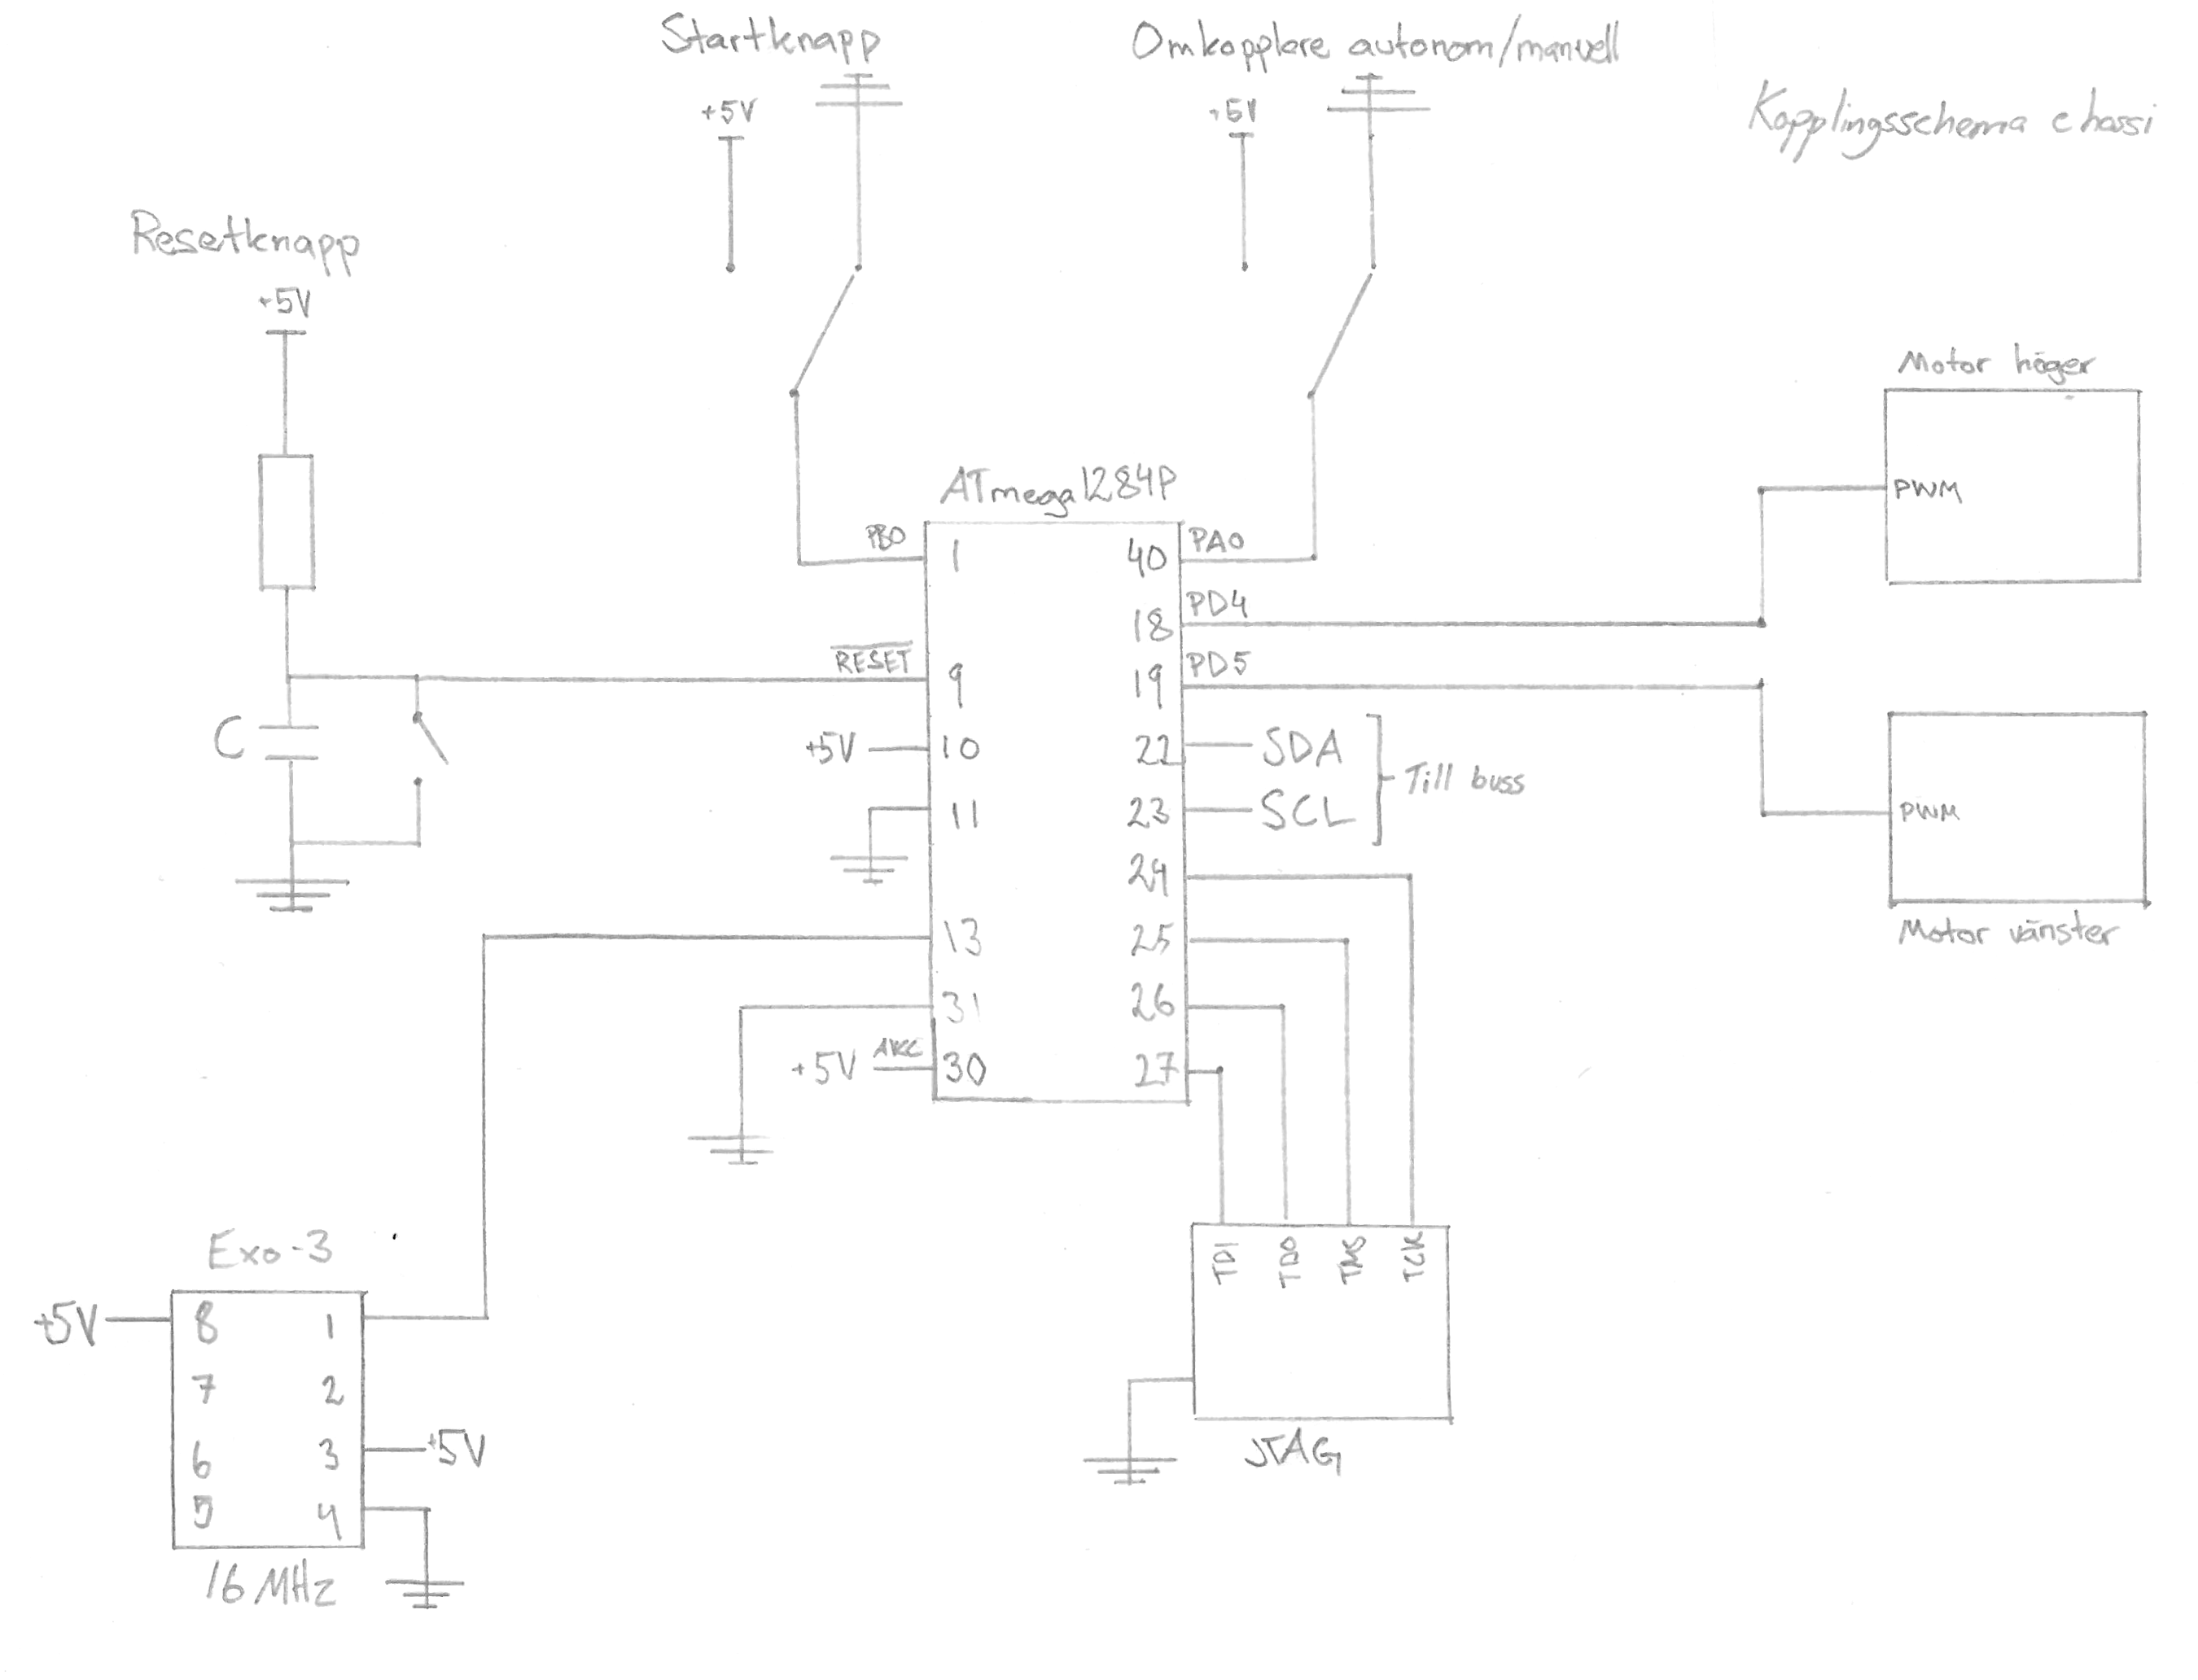 Startknapp
Omkopplare autonom/manuell
Kopplingsschema chassi
+5V
+5V
Resetknapp
+5V
Motor höger
PWM
ATmega1284P
PB0
1
40
PA0
18
PD4
RESET
9
19
PD5
C
+5V
10
22
SDA
Till buss
11
23
SCL
PWM
Motor vänster
24
13
25
31
26
+5V
AVCC
30
27
TDI
TDO
TMS
TCK
JTAG
Exo-3
+5V
8
1
7
2
6
3
+5V
5
4
16 MHz